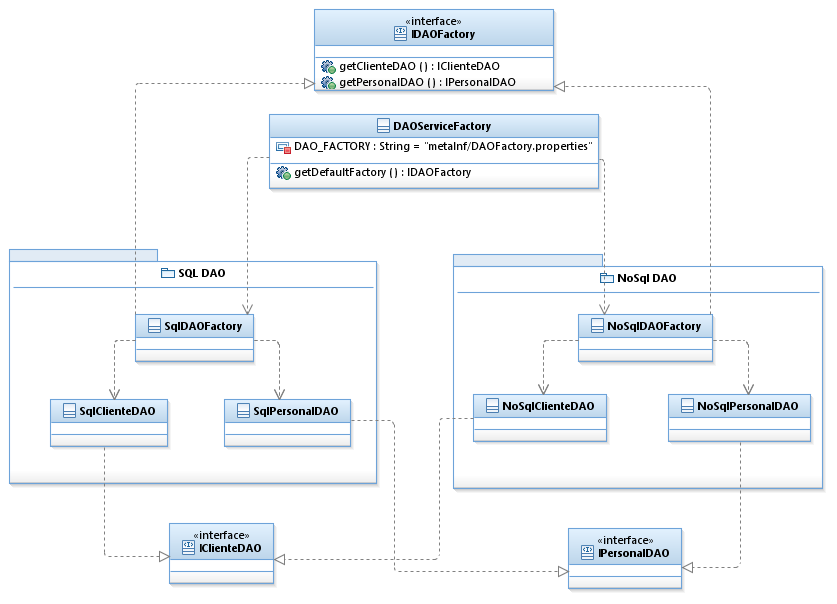 «interface»
IDAOFactory
getClienteDAO ( ) : IClienteDAO
getPersonalDAO ( ) : IPersonalDAO
DAOServiceFactory
DAO_FACTORY : String = "metaInf/DAOFactory.properties"
getDefaultFactory ( ) : IDAOFactory
SQL DAO
NoSql DAO
SqlDAOFactory
NoSqlDAOFactory
SqlClienteDAO
SqlPersonalDAO
NoSqlClienteDAO
NoSqlPersonalDAO
«interface»
IClienteDAO
«interface»
IPersonalDAO